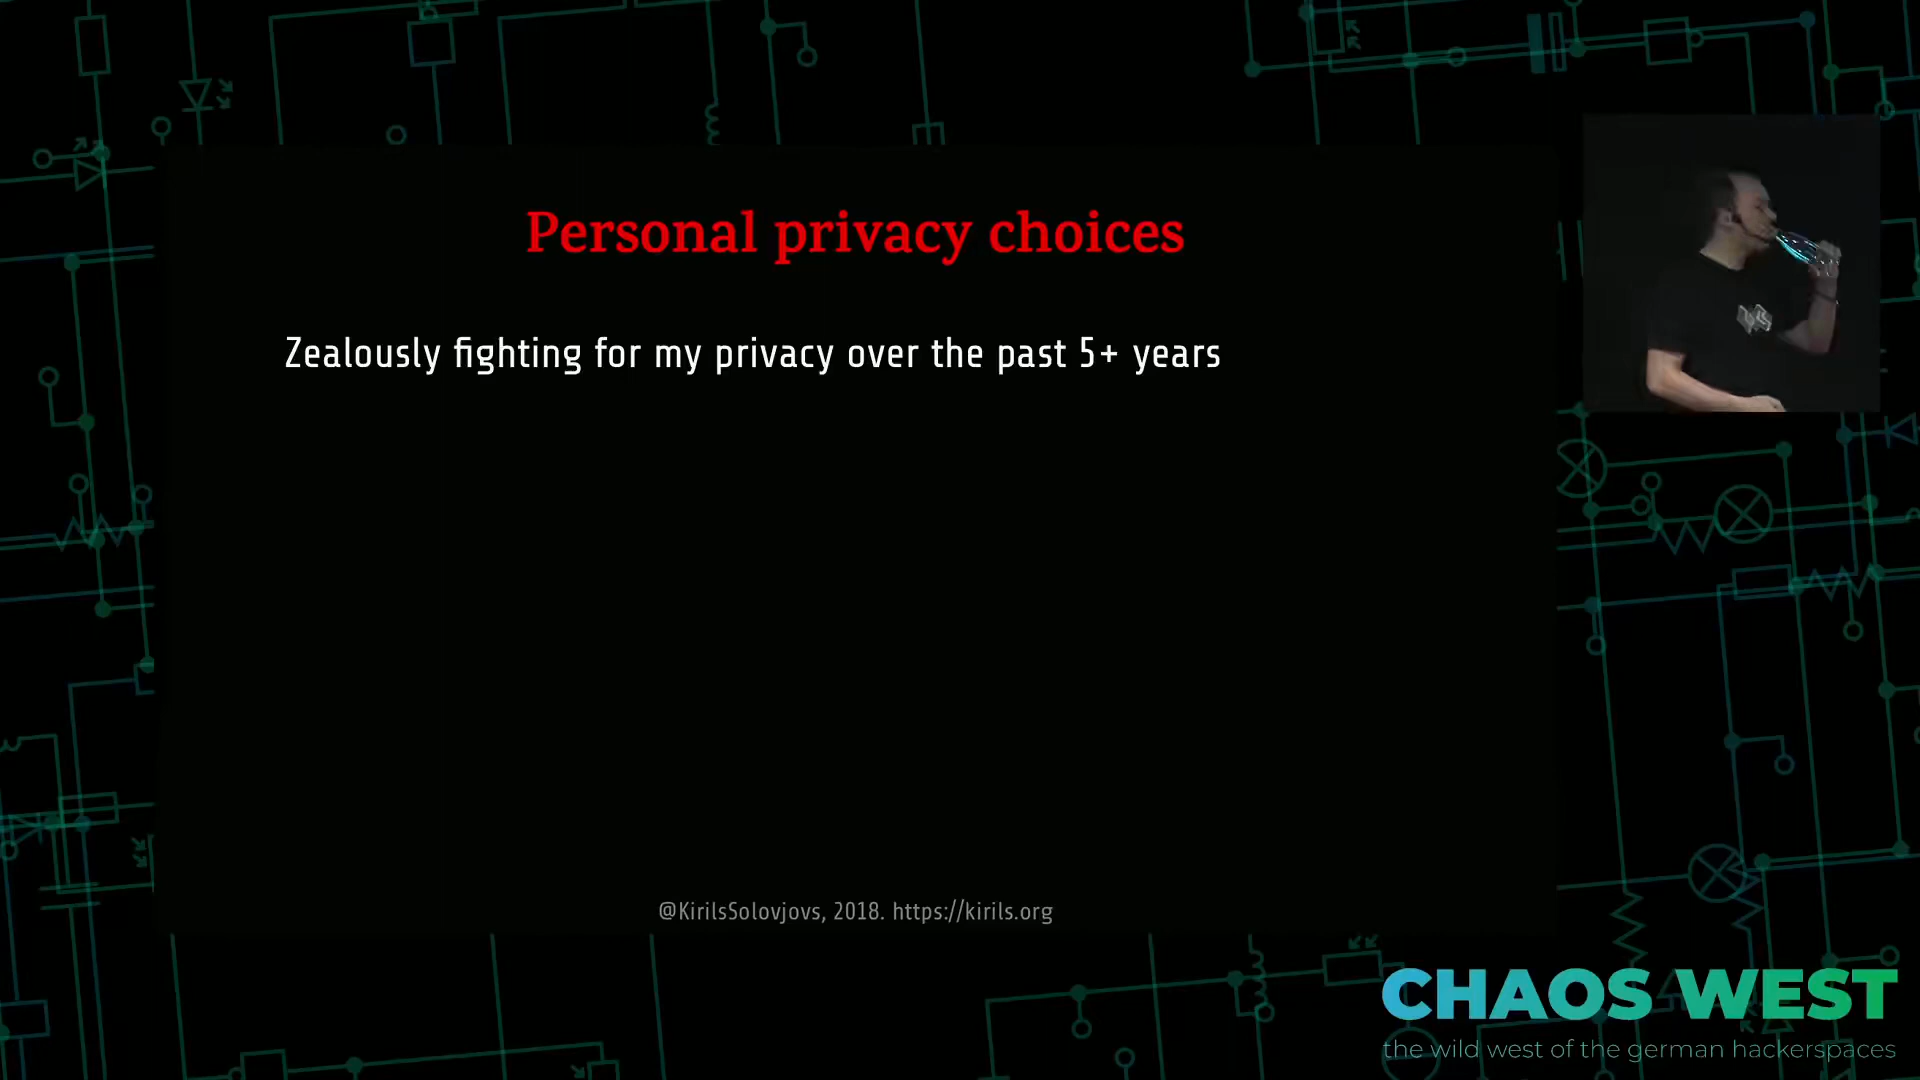 Personal privacy choices
Zealously fighting for my privacy over the past 5+ years
@KirilsSolovjovs, 2018. https://kirils.org
CHAOS WEST
the wild west of the german hackerspaces